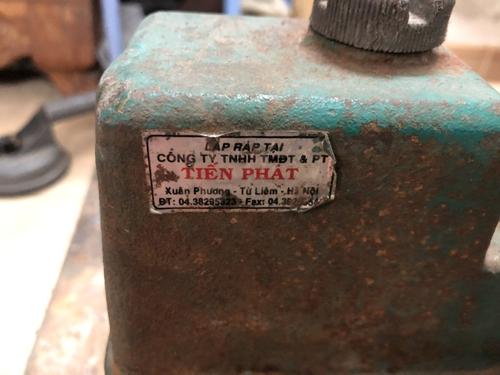 LẮP RÁP TẠI
CÔNG TY TNHH TMĐT & PT
TIẾN PHÁT
Xuân Phương - Từ Liêm - Hà Nội
ĐT: 04.38295323 - Fax: